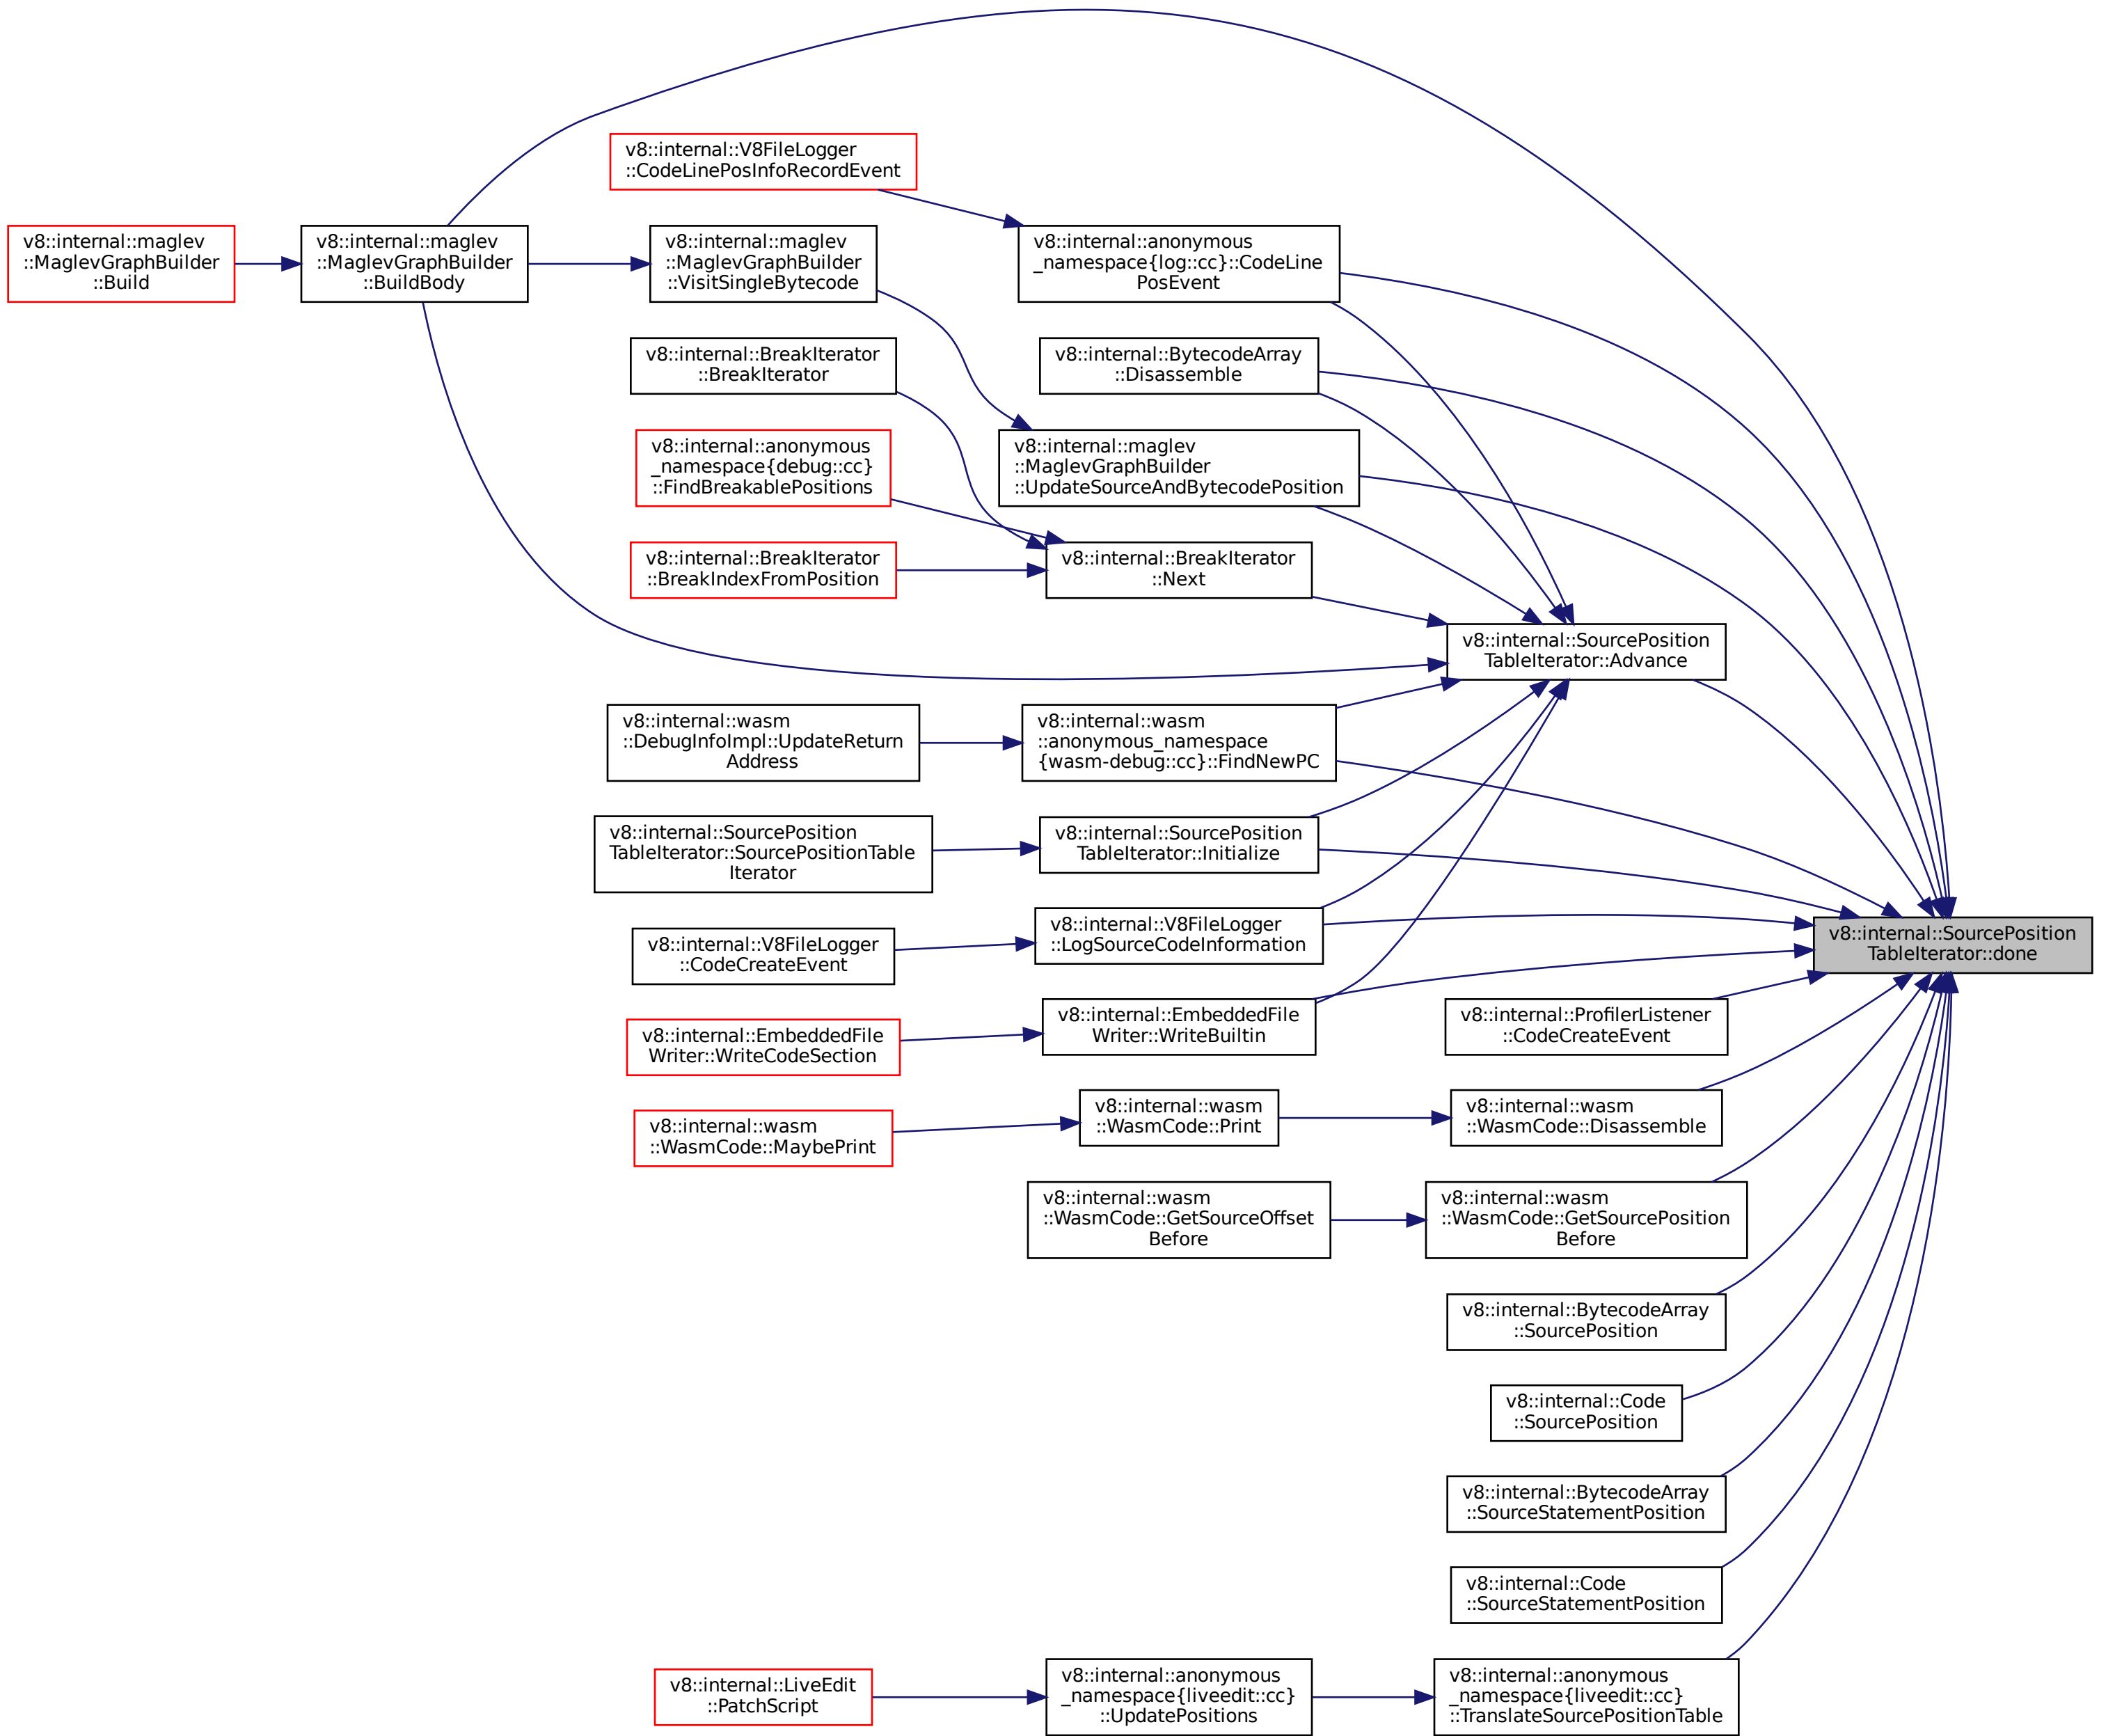 v8::internal::V8FileLogger
::CodeLinePosInfoRecordEvent
v8::internal::maglev
::MaglevGraphBuilder
::Build
v8::internal::maglev
::MaglevGraphBuilder
::BuildBody
v8::internal::maglev
::MaglevGraphBuilder
::VisitSingleBytecode
v8::internal::anonymous
_namespace{log::cc}::CodeLine
PosEvent
v8::internal::BreakIterator
::BreakIterator
v8::internal::BytecodeArray
::Disassemble
v8::internal::anonymous
_namespace{debug::cc}
::FindBreakablePositions
v8::internal::maglev
::MaglevGraphBuilder
::UpdateSourceAndBytecodePosition
v8::internal::BreakIterator
::BreakIndexFromPosition
v8::internal::BreakIterator
::Next
v8::internal::SourcePosition
TableIterator::Advance
v8::internal::wasm
::DebugInfoImpl::UpdateReturn
Address
v8::internal::wasm
::anonymous_namespace
{wasm-debug::cc}::FindNewPC
v8::internal::SourcePosition
TableIterator::SourcePositionTable
Iterator
v8::internal::SourcePosition
TableIterator::Initialize
v8::internal::V8FileLogger
::CodeCreateEvent
v8::internal::V8FileLogger
::LogSourceCodeInformation
v8::internal::SourcePosition
TableIterator::done
v8::internal::EmbeddedFile
Writer::WriteCodeSection
v8::internal::EmbeddedFile
Writer::WriteBuiltin
v8::internal::ProfilerListener
::CodeCreateEvent
v8::internal::wasm
::WasmCode::MaybePrint
v8::internal::wasm
::WasmCode::Print
v8::internal::wasm
::WasmCode::Disassemble
v8::internal::wasm
::WasmCode::GetSourceOffset
Before
v8::internal::wasm
::WasmCode::GetSourcePosition
Before
v8::internal::BytecodeArray
::SourcePosition
v8::internal::Code
::SourcePosition
v8::internal::BytecodeArray
::SourceStatementPosition
v8::internal::Code
::SourceStatementPosition
v8::internal::LiveEdit
::PatchScript
v8::internal::anonymous
_namespace{liveedit::cc}
::UpdatePositions
v8::internal::anonymous
_namespace{liveedit::cc}
::TranslateSourcePositionTable